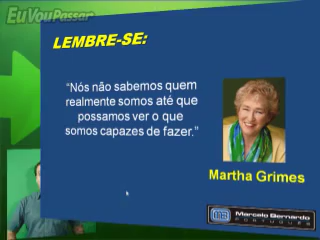 EuVouPassar
LEMBRE-SE:
“Nós não sabemos quem
realmente somos até que
possamos ver o que
somos capazes de fazer.”
Martha Grimes
Marcelo Bernardo
PORTUGUÊS